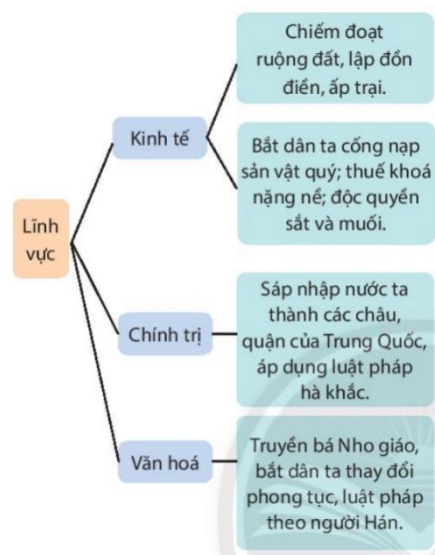 Lĩnh
vực
Kinh tế
Chiếm đoạt
ruộng đất, lập đồn
điền, ấp trại.
Bắt dân ta cống nạp
sản vật quý; thuế khoá
nặng nề; độc quyền
sắt và muối.
Chính trị
Sáp nhập nước ta
thành các châu,
quận của Trung Quốc,
áp dụng luật pháp
hà khắc.
Văn hoá
Truyền bá Nho giáo,
bắt dân ta thay đổi
phong tục, luật pháp
theo người Hán.